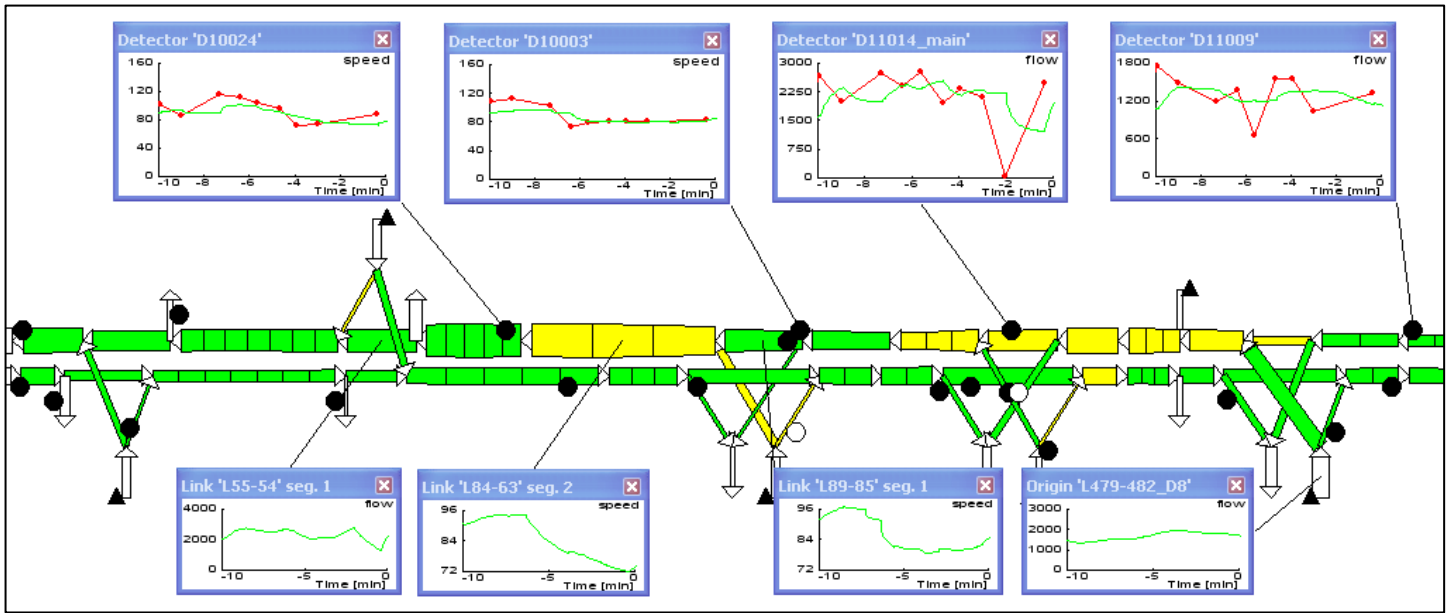 Detector 'D10024'
speed
160
120
80
40
0
-10 -8 -6 -4 -2 0
Time [min]
Detector 'D10003'
speed
160
120
80
40
0
-10 -8 -6 -4 -2 0
Time [min]
Detector 'D11014_main'
flow
3000
2250
1500
750
0
-10 -8 -6 -4 -2 0
Time [min]
Detector 'D11009'
flow
1800
1200
600
0
-10 -8 -6 -4 -2 0
Time [min]
Link 'L55-54' seg. 1
flow
4000
2000
0
-10 -5 0
Time [min]
Link 'L84-63' seg. 2
speed
96
84
72
-10 -5 0
Time [min]
Link 'L89-85' seg. 1
speed
96
84
72
-10 -5 0
Time [min]
Origin 'L479-482_D8'
flow
3000
2000
1000
0
-10 -5 0
Time [min]